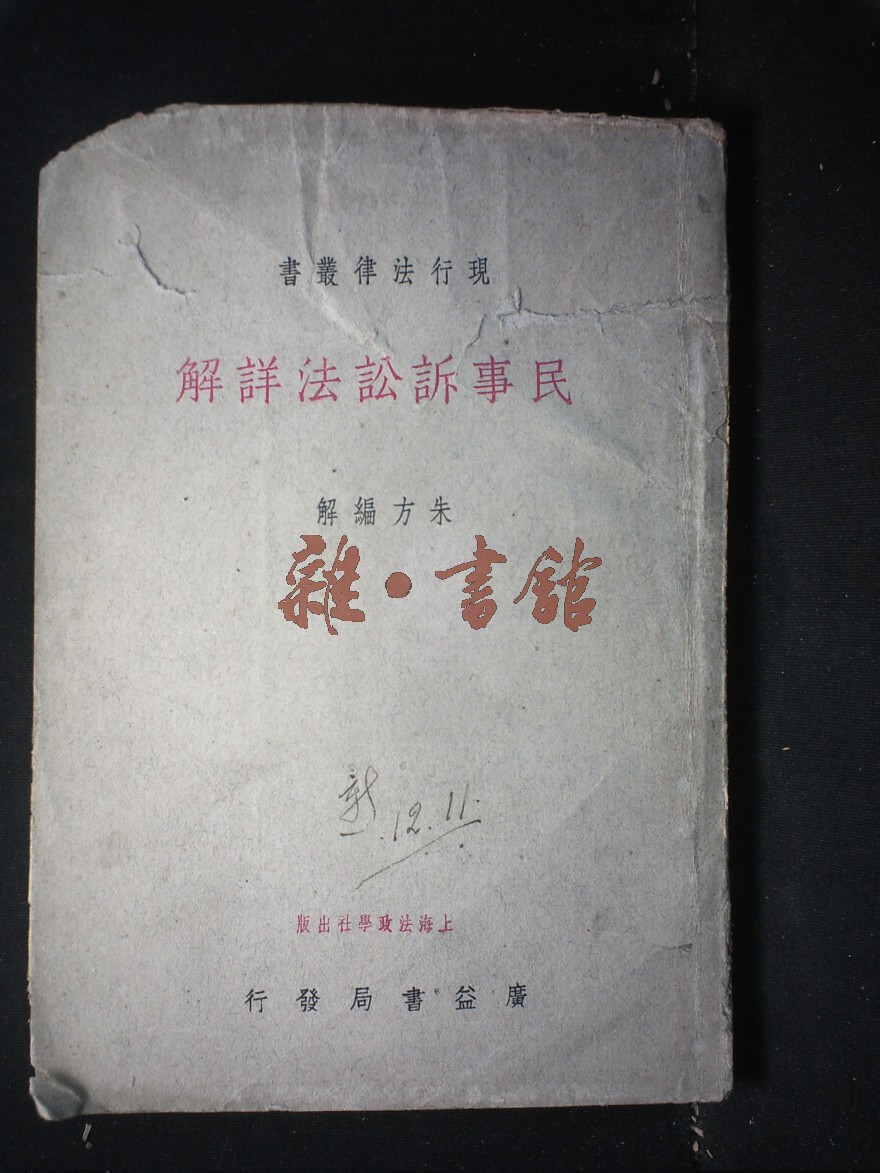 現行法律叢書
民事訴訟法詳解
朱方編解
雜•書館
12.11.
上海法政學社出版
廣益書局發行